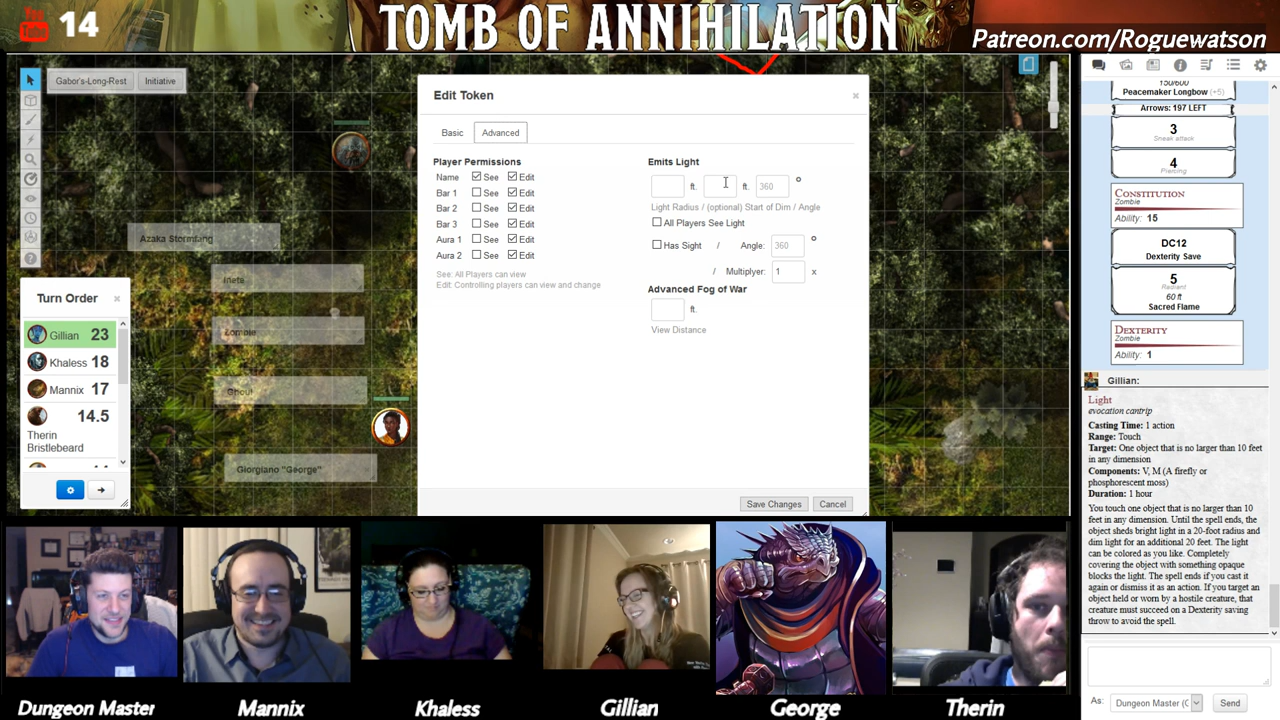 You Tube 14
TOMB OF ANNIHILATION
Patreon.com/Roguewatson
Gabor's-Long-Rest
Initiative
Azaka Stormfang
Inete
Zombie
Ghoul
Giorgiano "George"
Turn Order ×
Gillian 23
Khaless 18
Mannix 17
14.5
Therin
Bristlebeard
Edit Token ×
Basic Advanced
Player Permissions
Name See Edit
Bar 1 See Edit
Bar 2 See Edit
Bar 3 See Edit
Aura 1 See Edit
Aura 2 See Edit
See: All Players can view
Edit: Controlling players can view and change
Emits Light
ft. ft. 360 °
Light Radius / (optional) Start of Dim / Angle
All Players See Light
Has Sight / Angle: 360 °
/ Multiplyer: 1 x
Advanced Fog of War
ft.
View Distance
Save Changes Cancel
150/600
Peacemaker Longbow (+5)
Arrows: 197 LEFT
3
Sneak attack
4
Piercing
CONSTITUTION
Zombie
Ability: 15
DC12
Dexterity Save
5
Radiant
60 ft
Sacred Flame
DEXTERITY
Zombie
Ability: 1
Gillian:
Light
evocation cantrip
Casting Time: 1 action
Range: Touch
Target: One object that is no larger than 10 feet
in any dimension
Components: V, M (A firefly or
phosphorescent moss)
Duration: 1 hour
You touch one object that is no larger than 10
feet in any dimension. Until the spell ends, the
object sheds bright light in a 20-foot radius and
dim light for an additional 20 feet. The light
can be colored as you like. Completely
covering the object with something opaque
blocks the light. The spell ends if you cast it
again or dismiss it as an action. If you target an
object held or worn by a hostile creature, that
creature must succeed on a Dexterity saving
throw to avoid the spell.
As: Dungeon Master (G Send
Dungeon Master
Mannix
Khaless
Gillian
George
Therin